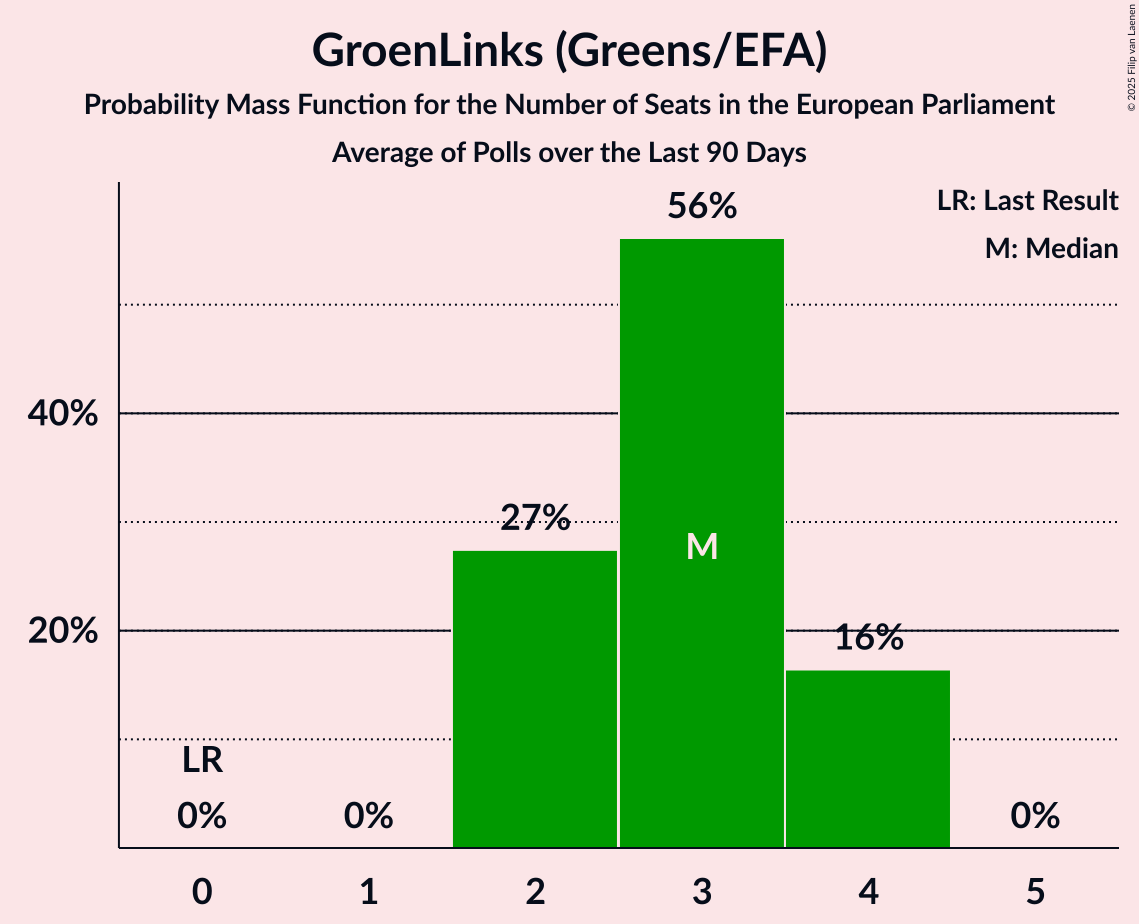 GroenLinks (Greens/EFA)
Probability Mass Function for the Number of Seats in the European Parliament
Average of Polls over the Last 90 Days
© 2025 Filip van Laenen
LR: Last Result
M: Median
56%
40%
27%
M
20%
16%
LR
0%
0%
0%
0
1
2
3
4
5